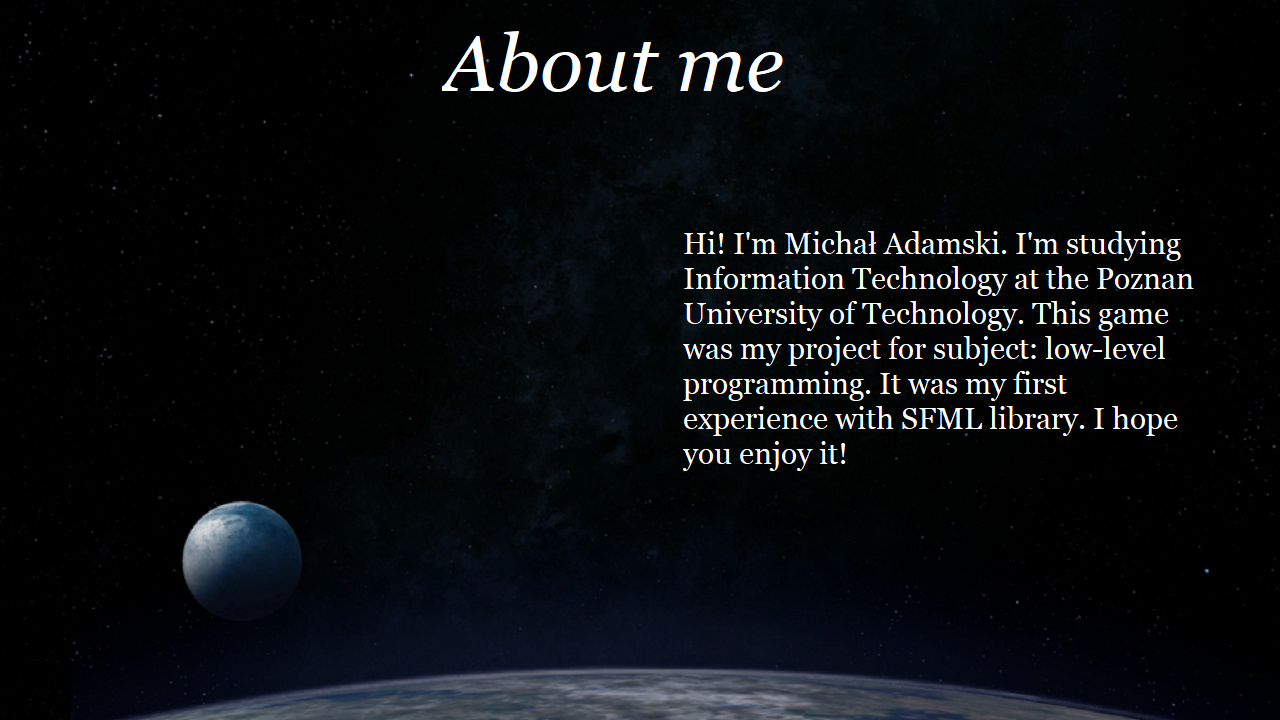 About me
Hi! I'm Michał Adamski. I'm studying
Information Technology at the Poznan
University of Technology. This game
was my project for subject: low-level
programming. It was my first
experience with SFML library. I hope
you enjoy it!